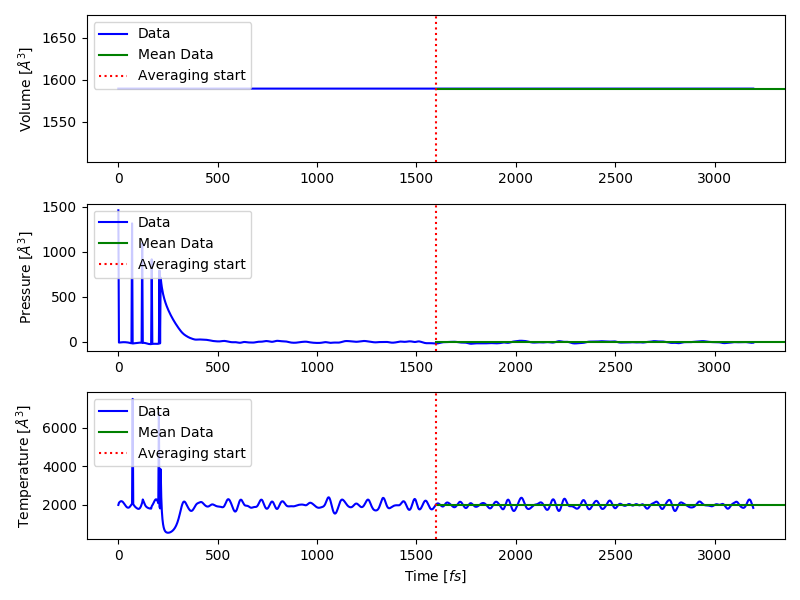 Volume [Å³]
1650
1600
1550
Data
Mean Data
Averaging start
0 500 1000 1500 2000 2500 3000
Pressure [Å³]
1500
1000
500
0
Data
Mean Data
Averaging start
0 500 1000 1500 2000 2500 3000
Temperature [Å³]
6000
4000
2000
Data
Mean Data
Averaging start
0 500 1000 1500 2000 2500 3000
Time [fs]